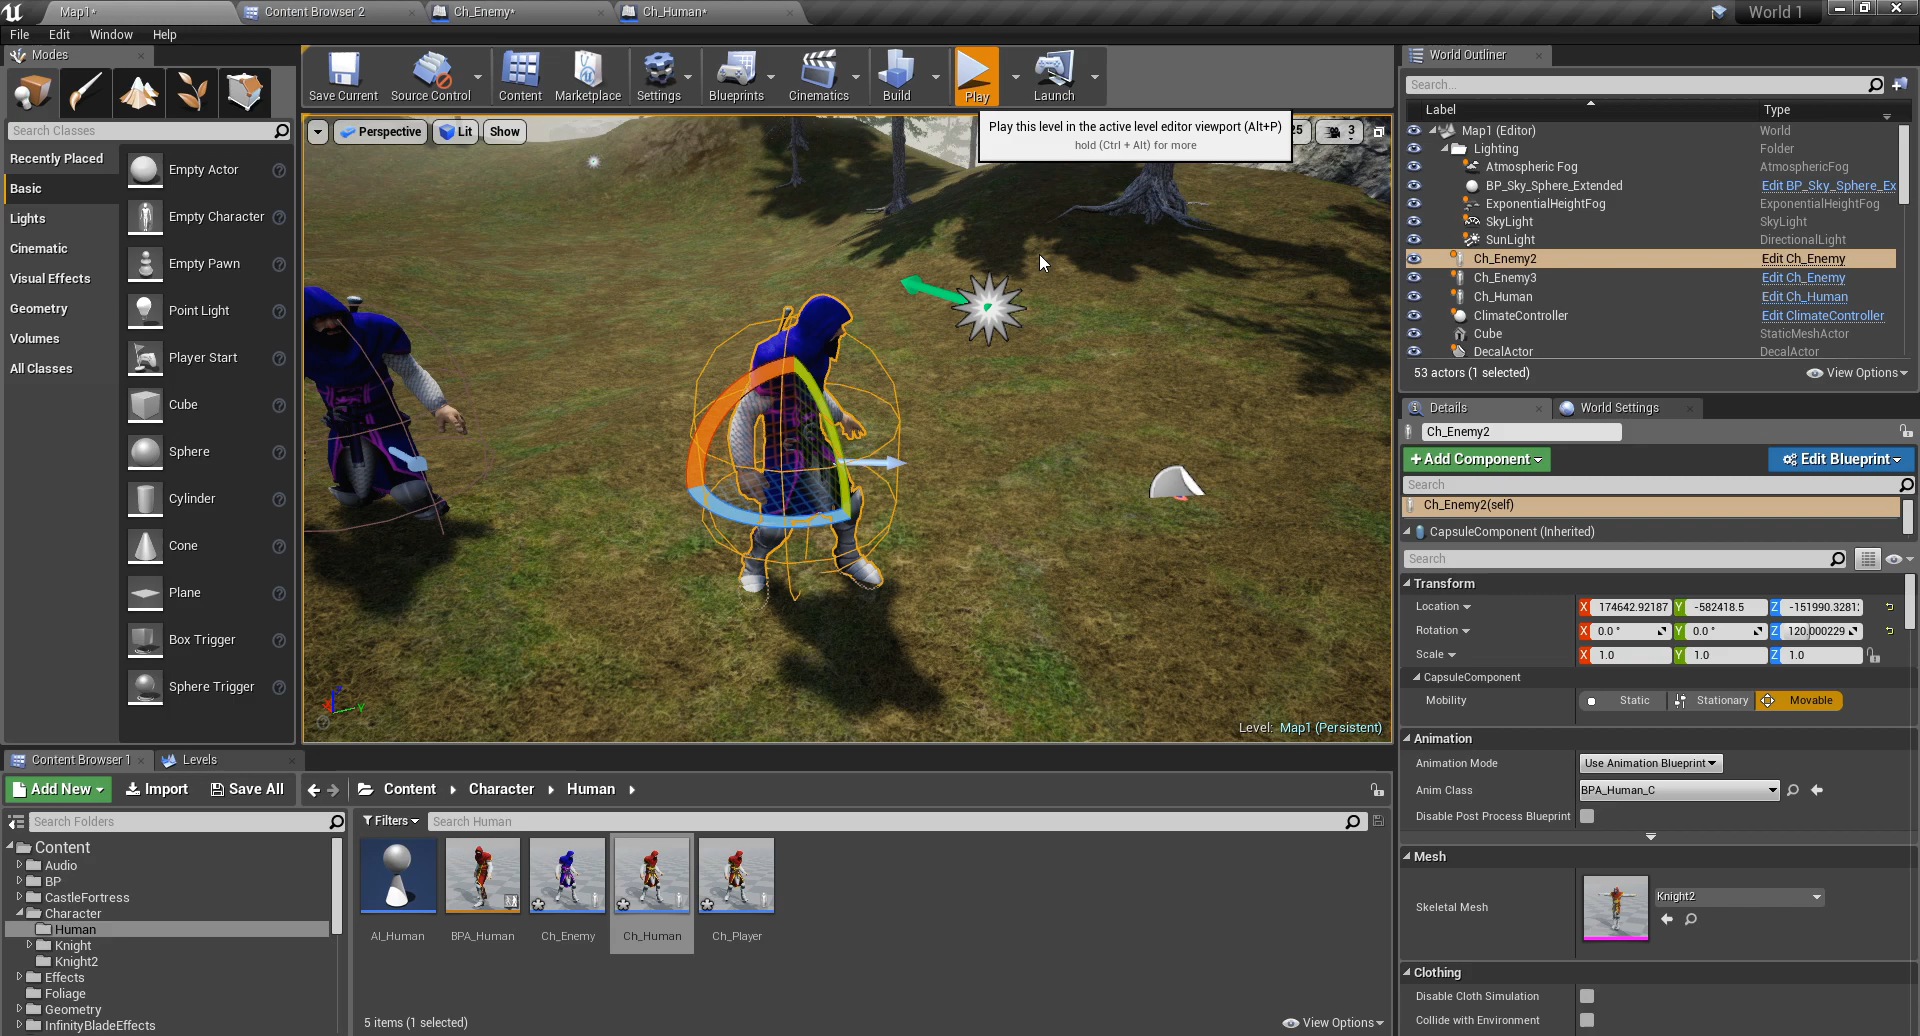 Map1*
Content Browser 2
Ch_Enemy*
Ch_Human*
World 1
File Edit Window Help
Modes
Search Classes
Recently Placed
Basic
Lights
Cinematic
Visual Effects
Geometry
Volumes
All Classes
Empty Actor
Empty Character
Empty Pawn
Point Light
Player Start
Cube
Sphere
Cylinder
Cone
Plane
Box Trigger
Sphere Trigger
Save Current
Source Control
Content
Marketplace
Settings
Blueprints
Cinematics
Build
Play
Launch
Perspective
Lit
Show
Play this level in the active level editor viewport (Alt+P)
hold (Ctrl + Alt) for more
25
3
Y
Level: Map1 (Persistent)
World Outliner
Search...
Label Type
Map1 (Editor) World
Lighting Folder
Atmospheric Fog AtmosphericFog
BP_Sky_Sphere_Extended Edit BP_Sky_Sphere_Ex
ExponentialHeightFog ExponentialHeightFog
SkyLight SkyLight
SunLight DirectionalLight
Ch_Enemy2 Edit Ch_Enemy
Ch_Enemy3 Edit Ch_Enemy
Ch_Human Edit Ch_Human
ClimateController Edit ClimateController
Cube StaticMeshActor
DecalActor DecalActor
53 actors (1 selected)
View Options
Details
World Settings
Ch_Enemy2
+Add Component
Edit Blueprint
Search
Ch_Enemy2(self)
CapsuleComponent (Inherited)
Search
Transform
Location X 174642.92187 Y -582418.5 Z -151990.3281
Rotation X 0.0 ° Y 0.0 ° Z 120.000229
Scale X 1.0 Y 1.0 Z 1.0
CapsuleComponent
Mobility Static Stationary Movable
Animation
Animation Mode Use Animation Blueprint
Anim Class BPA_Human_C
Disable Post Process Blueprint
Mesh
Skeletal Mesh Knight2
Clothing
Disable Cloth Simulation
Collide with Environment
Content Browser 1
Levels
Add New
Import
Save All
Content Character Human
Search Folders
Filters
Search Human
Content
Audio
BP
CastleFortress
Character
Human
Knight
Knight2
Effects
Foliage
Geometry
InfinityBladeEffects
AI_Human
BPA_Human
Ch_Enemy
Ch_Human
Ch_Player
5 items (1 selected)
View Options